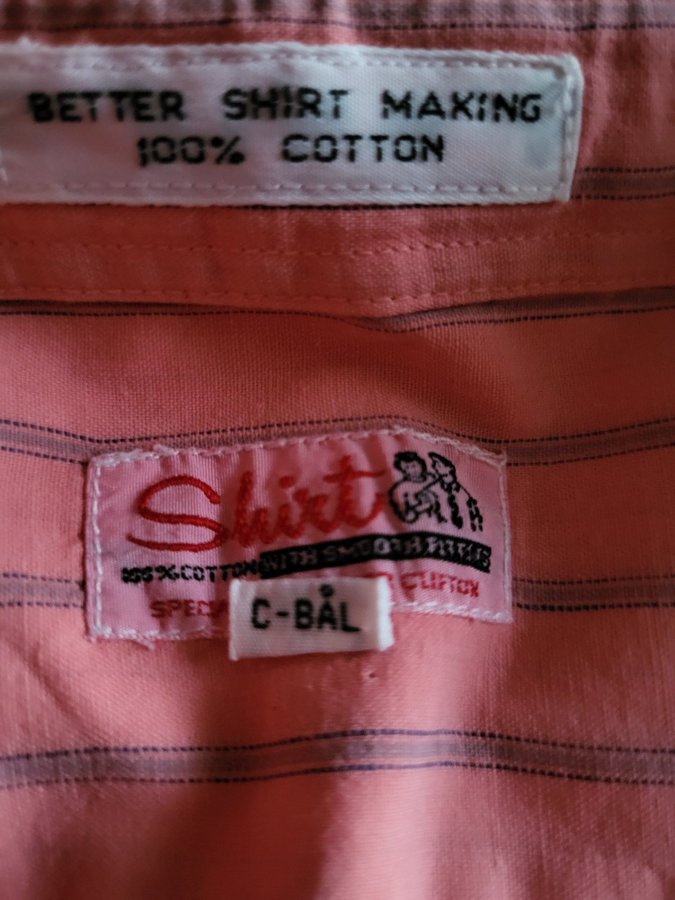 BETTER SHIRT MAKING
100% COTTON
Shirt
100%COTTON WITH SMOOTH FITTING
CLIFTON
C-BÅL